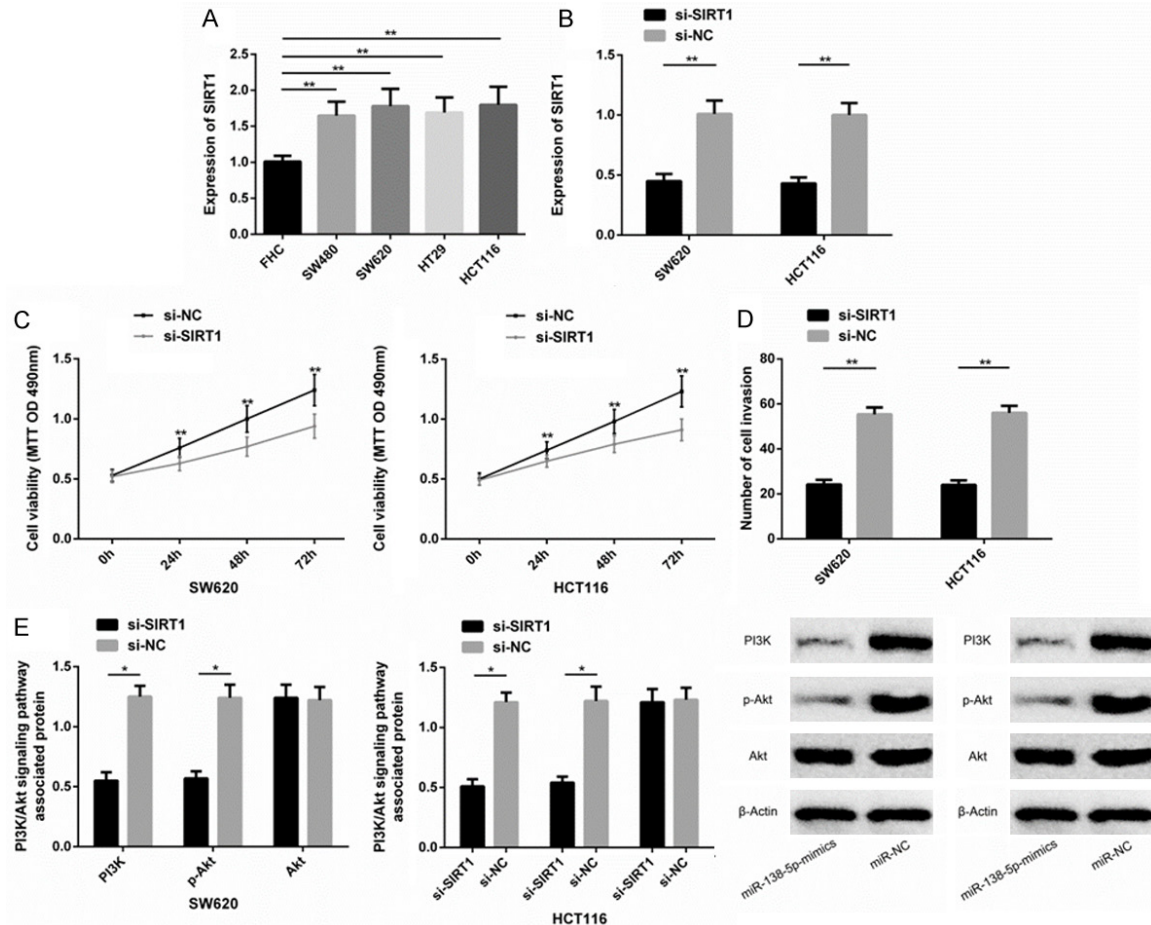 A
Expression of SIRT1
2.5
2.0
1.5
1.0
0.5
0.0
**
**
**
**
FHC
SW480
SW620
HT29
HCT116
B
si-SIRT1
si-NC
Expression of SIRT1
1.5
1.0
0.5
0.0
**
**
SW620
HCT116
C
si-NC
si-SIRT1
Cell viability (MTT OD 490nm)
1.5
1.0
0.5
0.0
**
**
**
0h
24h
48h
72h
SW620
si-NC
si-SIRT1
Cell viability (MTT OD 490nm)
1.5
1.0
0.5
0.0
**
**
**
0h
24h
48h
72h
HCT116
D
si-SIRT1
si-NC
Number of cell invasion
80
60
40
20
0
**
**
SW620
HCT116
E
si-SIRT1
si-NC
PI3K/Akt signaling pathway
associated protein
1.5
1.0
0.5
0.0
*
*
PI3K
p-Akt
Akt
SW620
si-SIRT1
si-NC
PI3K/Akt signaling pathway
associated protein
1.5
1.0
0.5
0.0
*
*
si-SIRT1
si-NC
si-SIRT1
si-NC
si-SIRT1
si-NC
HCT116
PI3K
p-Akt
Akt
β-Actin
miR-138-5p-mimics
miR-NC
PI3K
p-Akt
Akt
β-Actin
miR-138-5p-mimics
miR-NC